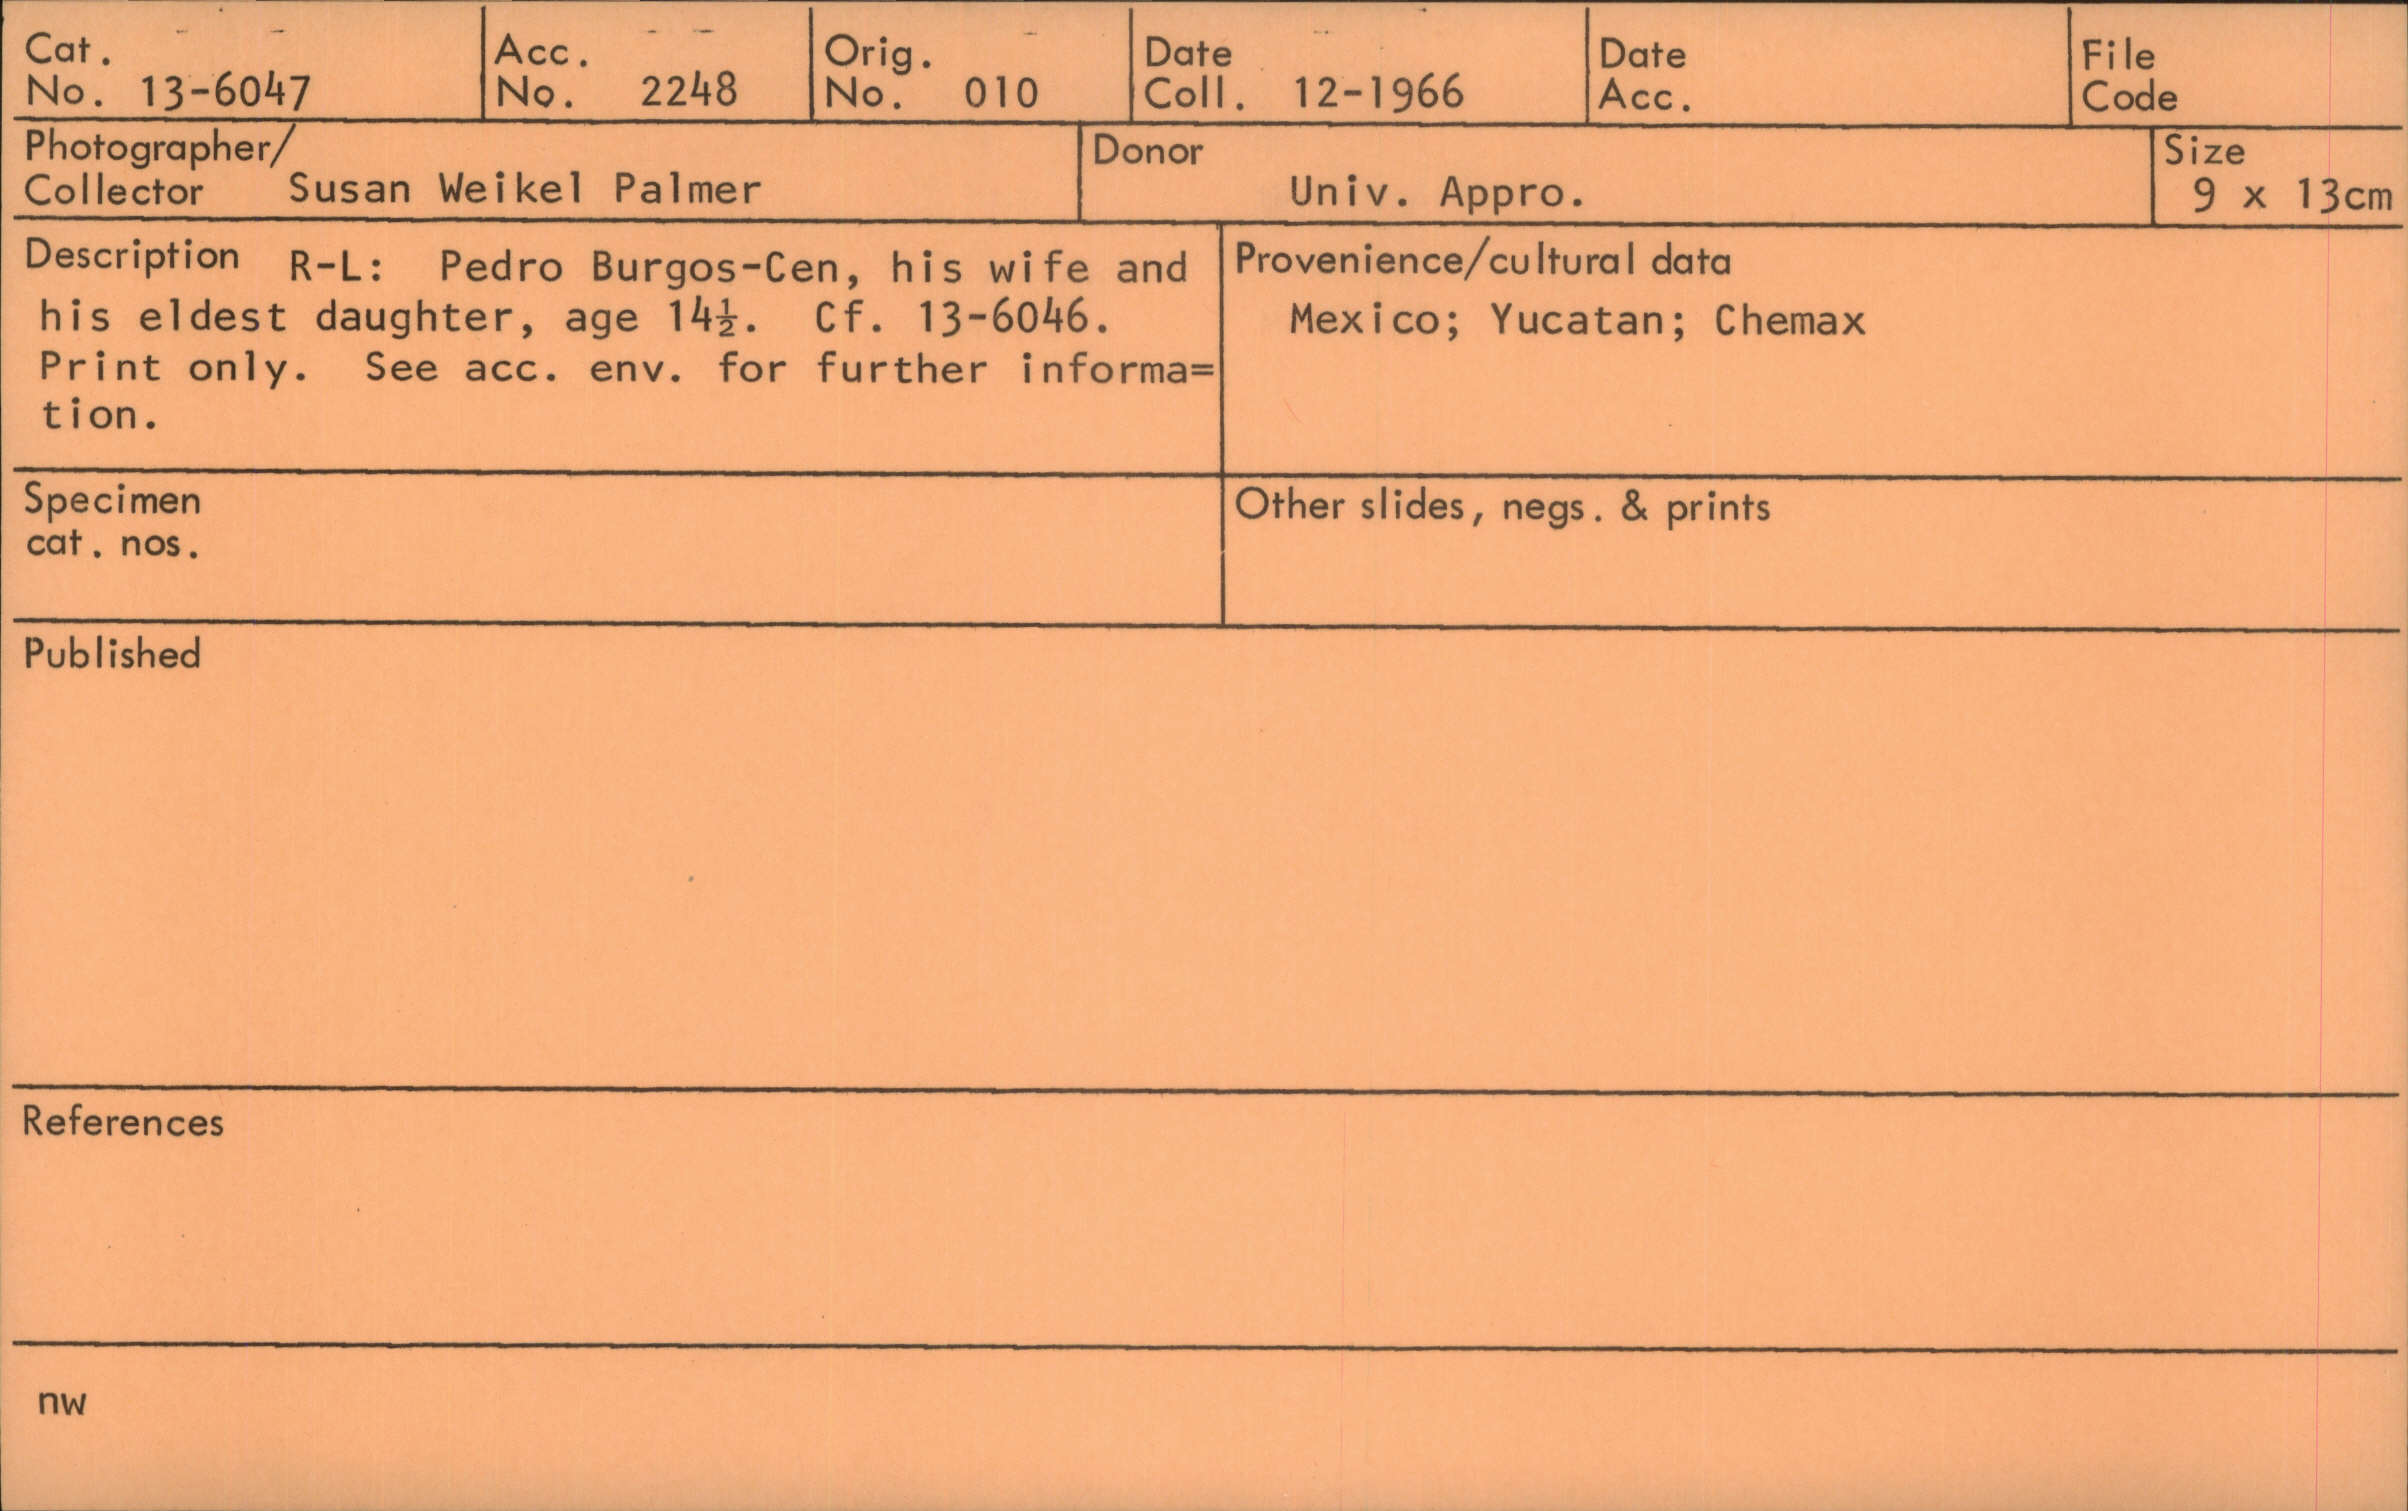 Cat. No. 13-6047
Acc. No. 2248
Orig. No. 010
Date Coll. 12-1966
Date Acc.
File Code
Photographer/
Collector Susan Weikel Palmer
Donor
Univ. Appro.
Size
9 x 13cm
Description R-L: Pedro Burgos-Cen, his wife and
his eldest daughter, age 14½. Cf. 13-6046.
Print only. See acc. env. for further informa=
tion.
Provenience/cultural data
Mexico; Yucatan; Chemax
Specimen
cat. nos.
Other slides, negs. & prints
Published
References
nw